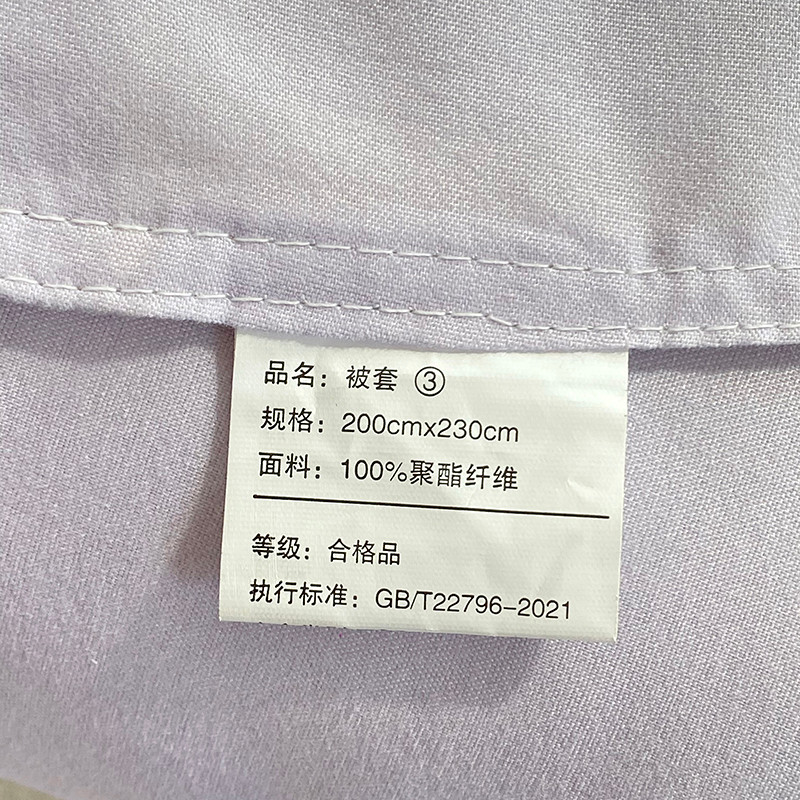 品名：被套 ③
规格：200cmx230cm
面料：100%聚酯纤维
等级：合格品
执行标准：GB/T22796-2021